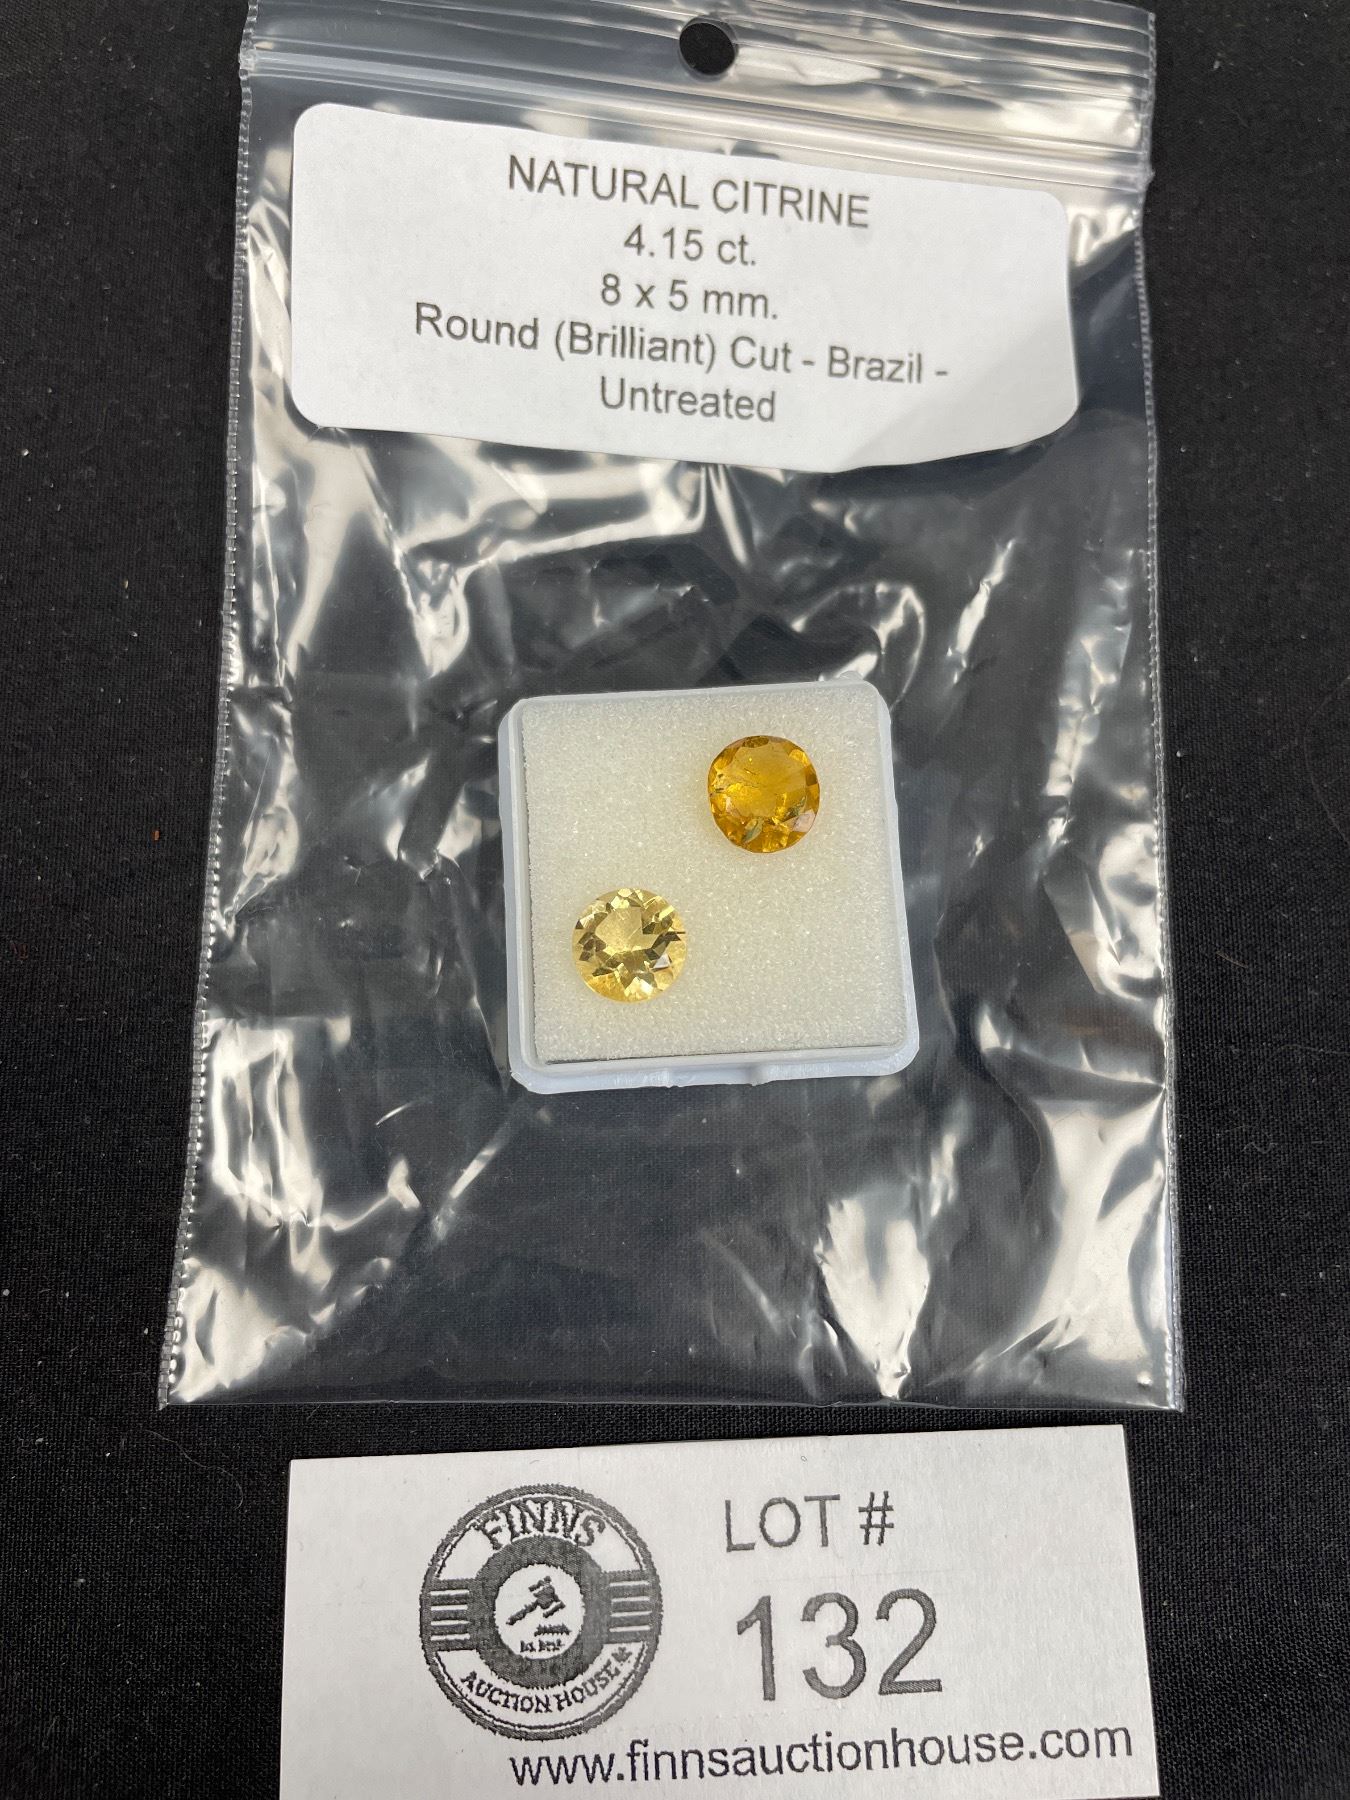 NATURAL CITRINE
4.15 ct.
8 x 5 mm.
Round (Brilliant) Cut - Brazil -
Untreated
FINNS
AUCTION HOUSE
LOT #
132
www.finnsauctionhouse.com